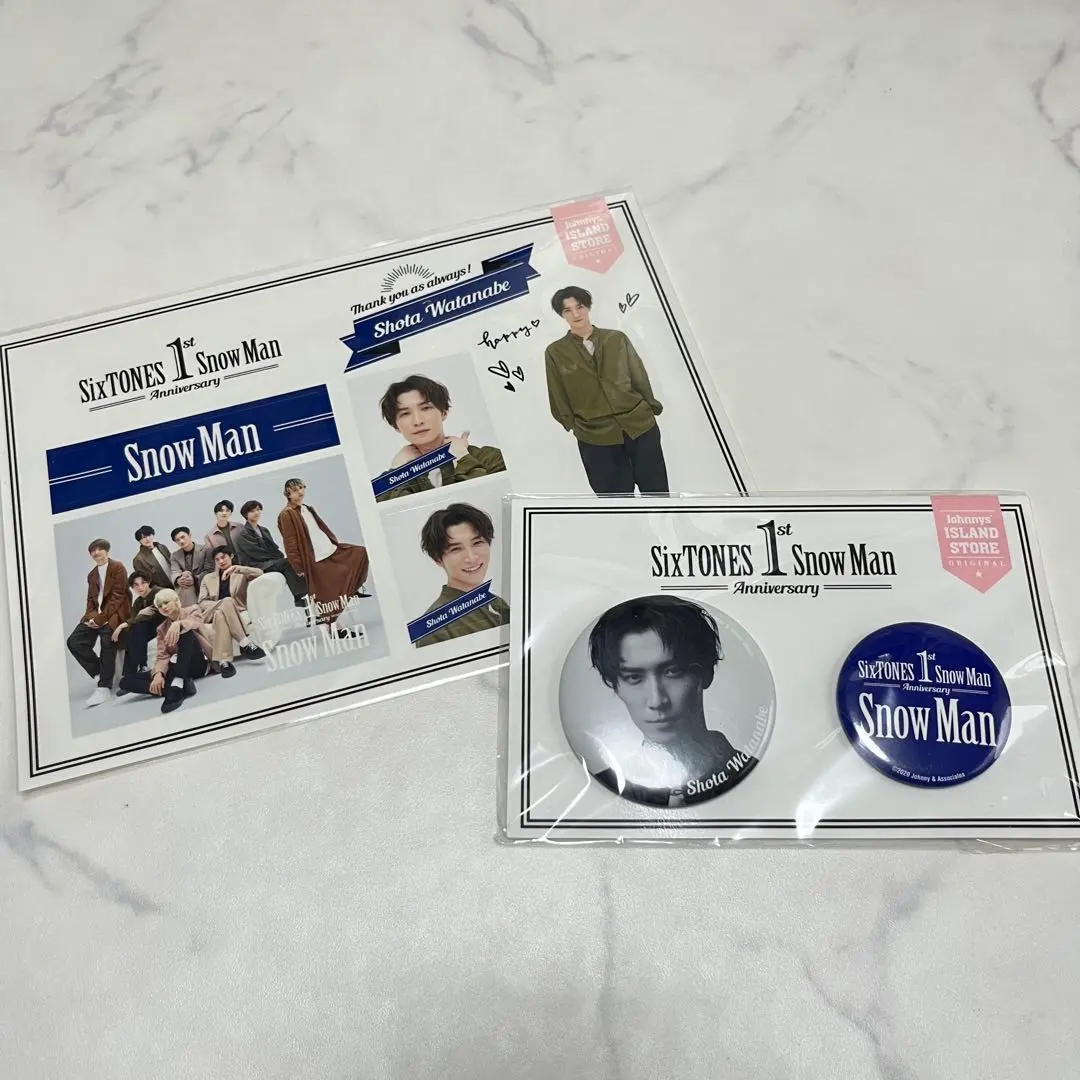 Johnnys'
ISLAND
STORE
ORIGINAL
Thank you as always!
Shota Watanabe
happy
SixTONES 1st Snow Man
Anniversary
Snow Man
Shota Watanabe
Shota Watanabe
SixTONES 1st Snow Man
Anniversary
Snow Man
Johnnys'
ISLAND
STORE
ORIGINAL
SixTONES 1st Snow Man
Anniversary
Shota Watanabe
SixTONES 1st Snow Man
Anniversary
Snow Man
©2020 Johnny & Associates